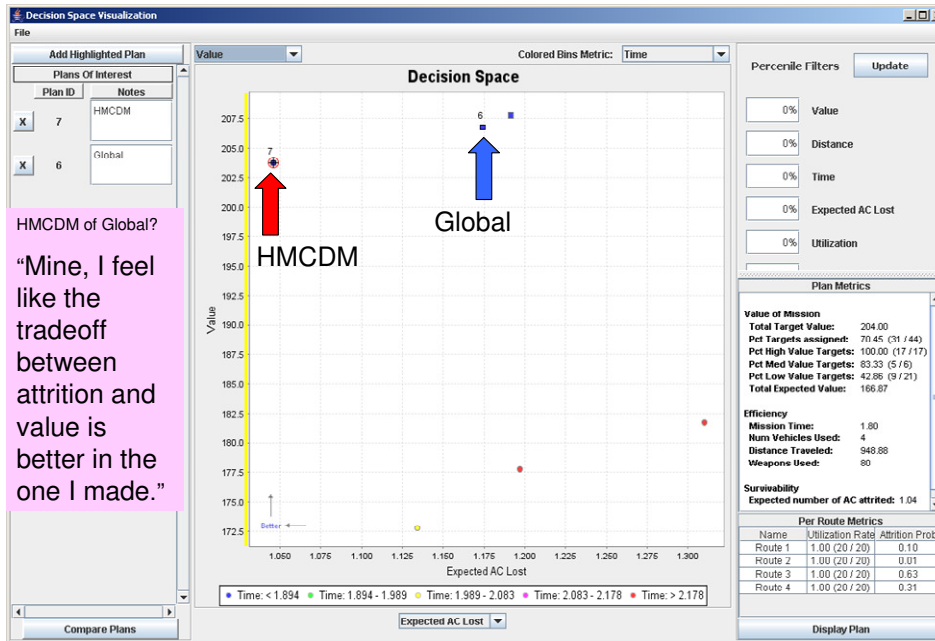 Decision Space Visualization
File
Add Highlighted Plan
Plans Of Interest
Plan ID Notes
X 7 HMCDM
X 6 Global
HMCDM of Global?
“Mine, I feel
like the
tradeoff
between
attrition and
value is
better in the
one I made.”
Compare Plans
Value
Colored Bins Metric: Time
Decision Space
Value
207.5
205.0
202.5
200.0
197.5
195.0
192.5
190.0
187.5
185.0
182.5
180.0
177.5
175.0
172.5
6
7
Global
HMCDM
Better
1.050 1.075 1.100 1.125 1.150 1.175 1.200 1.225 1.250 1.275 1.300
Expected AC Lost
Time: < 1.894 Time: 1.894 - 1.989 Time: 1.989 - 2.083 Time: 2.083 - 2.178 Time: > 2.178
Expected AC Lost
Percenile Filters Update
0% Value
0% Distance
0% Time
0% Expected AC Lost
0% Utilization
Plan Metrics
Value of Mission
Total Target Value: 204.00
Pct Targets assigned: 70.45 (31 / 44)
Pct High Value Targets: 100.00 (17 / 17)
Pct Med Value Targets: 83.33 (5 / 6)
Pct Low Value Targets: 42.86 (9 / 21)
Total Expected Value: 166.87
Efficiency
Mission Time: 1.80
Num Vehicles Used: 4
Distance Traveled: 948.88
Weapons Used: 80
Survivability
Expected number of AC attrited: 1.04
Per Route Metrics
Name Utilization Rate Attrition Prob
Route 1 1.00 (20 / 20) 0.10
Route 2 1.00 (20 / 20) 0.01
Route 3 1.00 (20 / 20) 0.63
Route 4 1.00 (20 / 20) 0.31
Display Plan